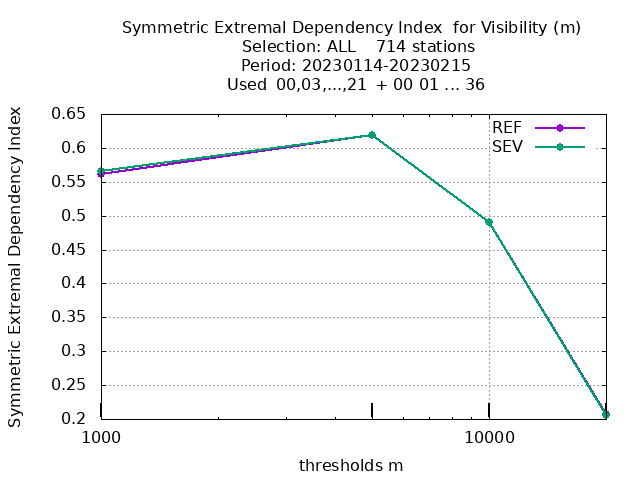 Symmetric Extremal Dependency Index  for Visibility (m)
Selection: ALL    714 stations
Period: 20230114-20230215
Used  00,03,...,21  + 00 01 ... 36
Symmetric Extremal Dependency Index
0.65
0.6
0.55
0.5
0.45
0.4
0.35
0.3
0.25
0.2
REF
SEV
1000
10000
thresholds m